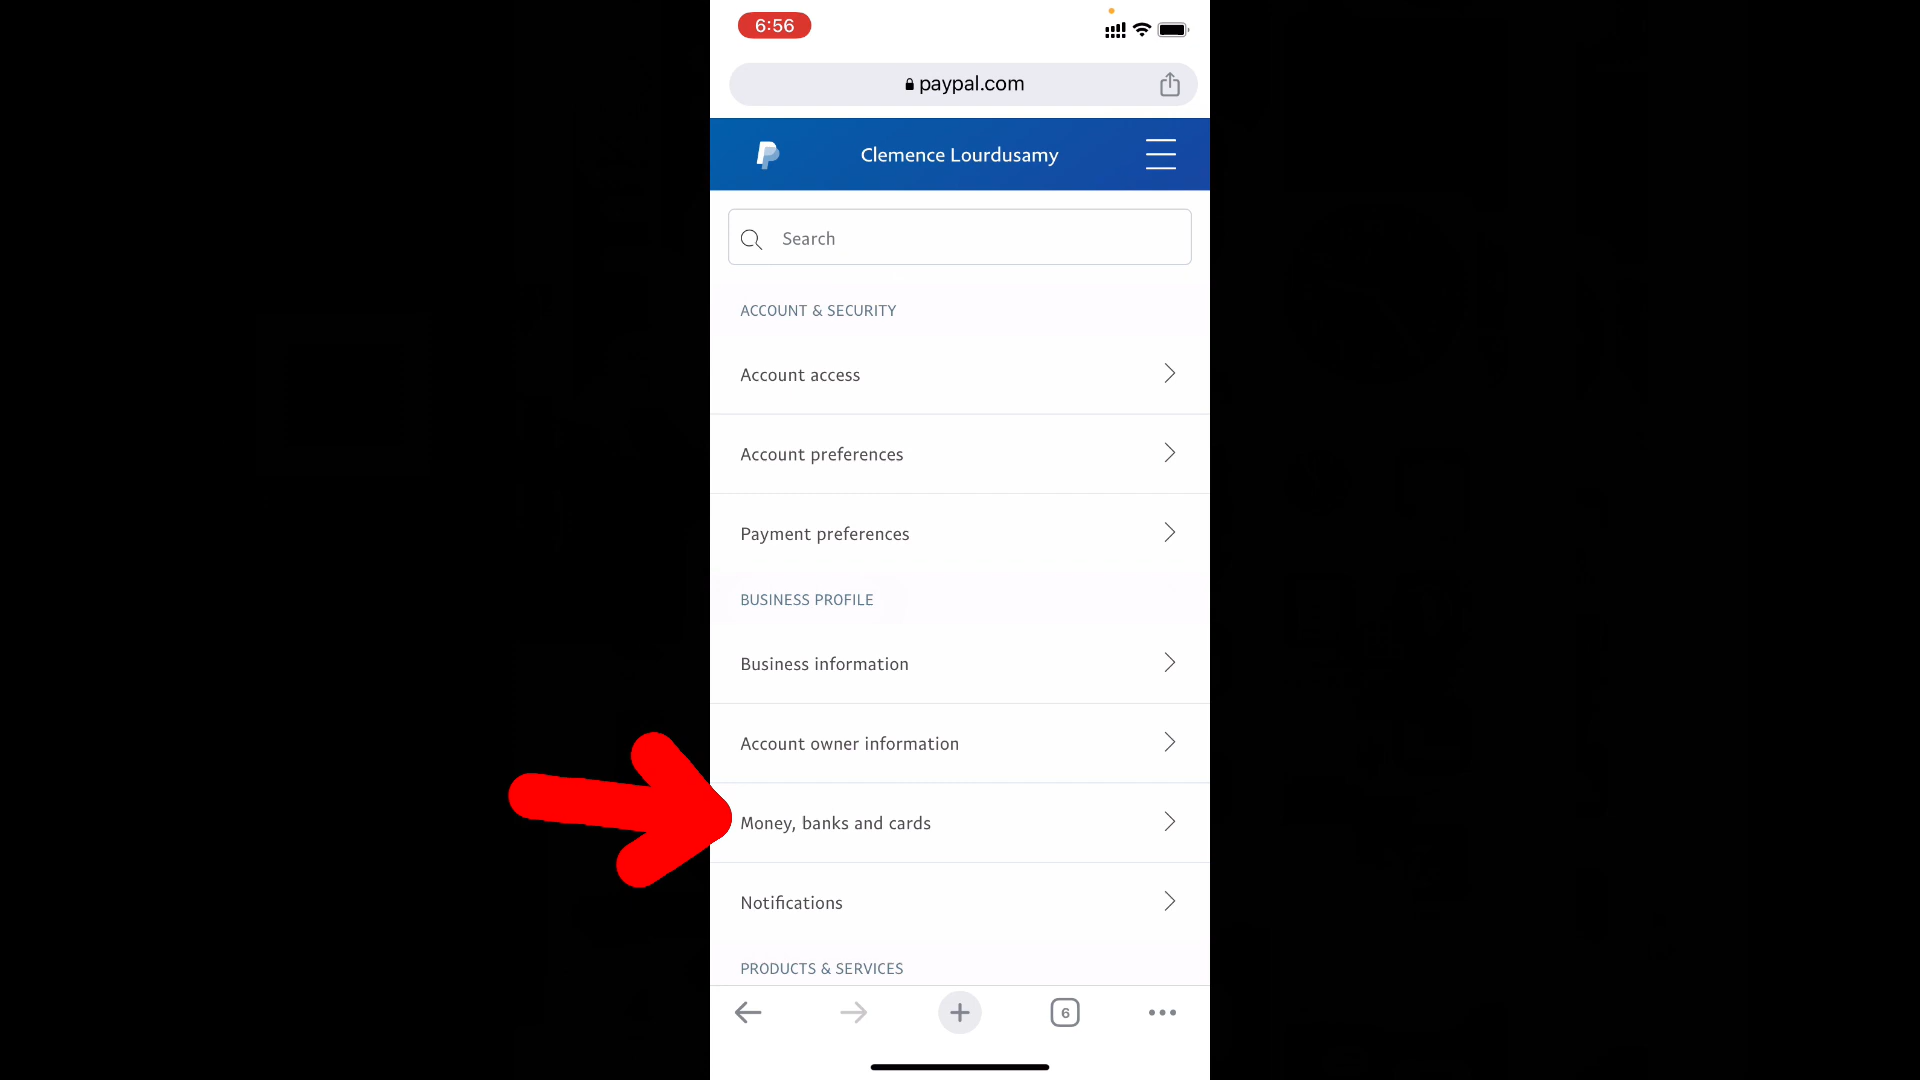 6:56
paypal.com
Clemence Lourdusamy
Search
ACCOUNT & SECURITY
Account access
Account preferences
Payment preferences
BUSINESS PROFILE
Business information
Account owner information
Money, banks and cards
Notifications
PRODUCTS & SERVICES
6